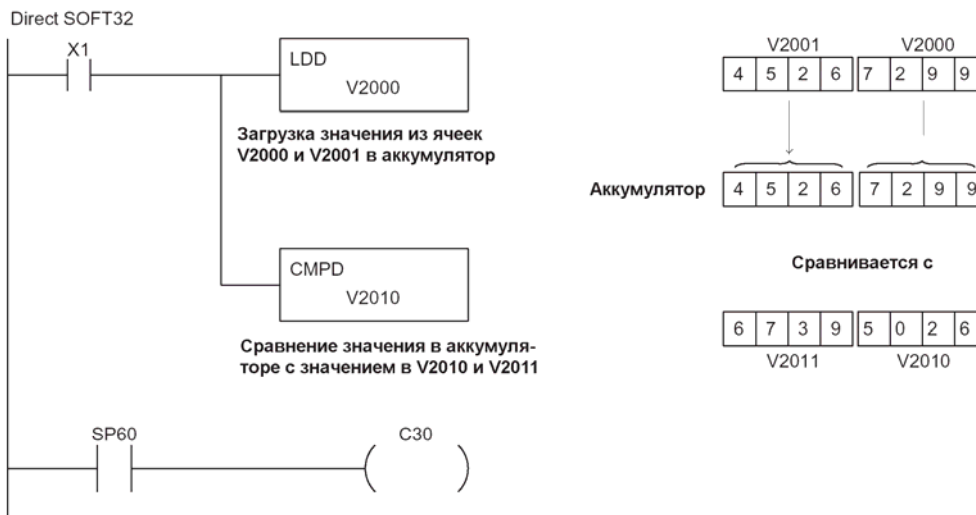 Direct SOFT32
X1
LDD
V2000
Загрузка значения из ячеек
V2000 и V2001 в аккумулятор
CMPD
V2010
Сравнение значения в аккумуля-
торе с значением в V2010 и V2011
SP60
C30
V2001 V2000
4 5 2 6 7 2 9 9
Аккумулятор 4 5 2 6 7 2 9 9
Сравнивается с
6 7 3 9 5 0 2 6
V2011 V2010